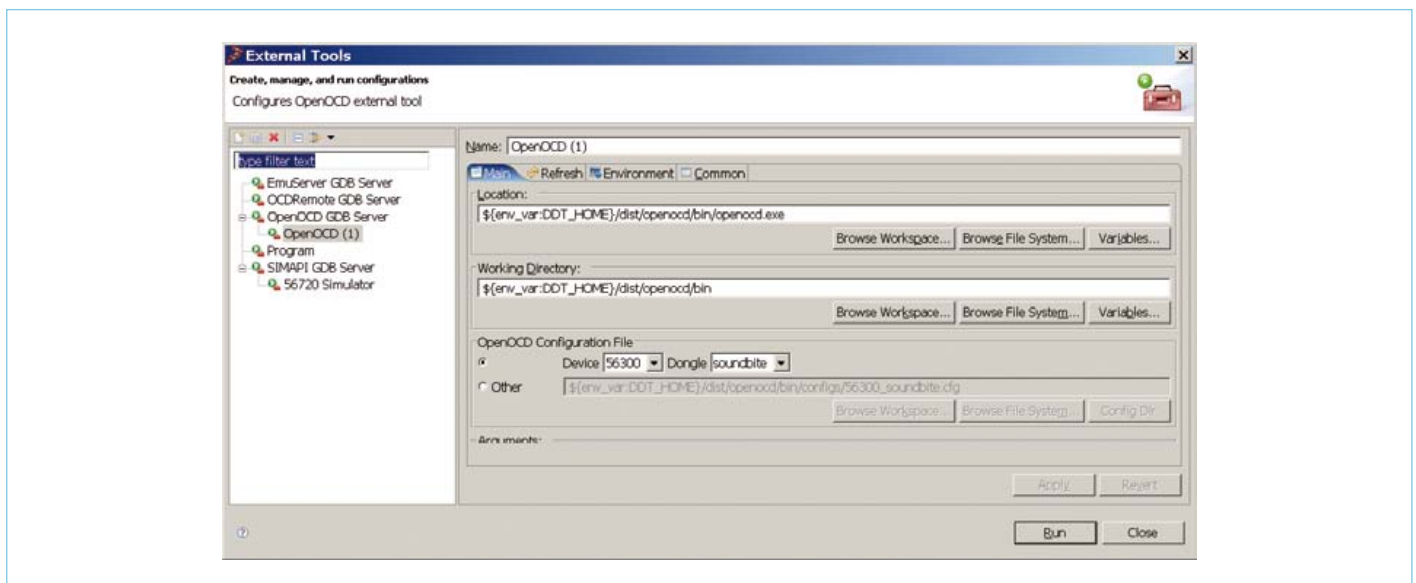 External Tools
Create, manage, and run configurations
Configures OpenOCD external tool
type filter text
EmuServer GDB Server
OCDRemote GDB Server
OpenOCD GDB Server
OpenOCD (1)
Program
SIMAPI GDB Server
56720 Simulator
Name: OpenOCD (1)
Main Refresh Environment Common
Location:
${env_var:DDT_HOME}/dist/openocd/bin/openocd.exe
Browse Workspace... Browse File System... Variables...
Working Directory:
${env_var:DDT_HOME}/dist/openocd/bin
Browse Workspace... Browse File System... Variables...
OpenOCD Configuration File
Device 56300 Dongle soundbite
Other ${env_var:DDT_HOME}/dist/openocd/bin/configs/56300_soundbite.cfg
Browse Workspace... Browse File System... Config Dir
Arguments:
Apply Revert
Run Close